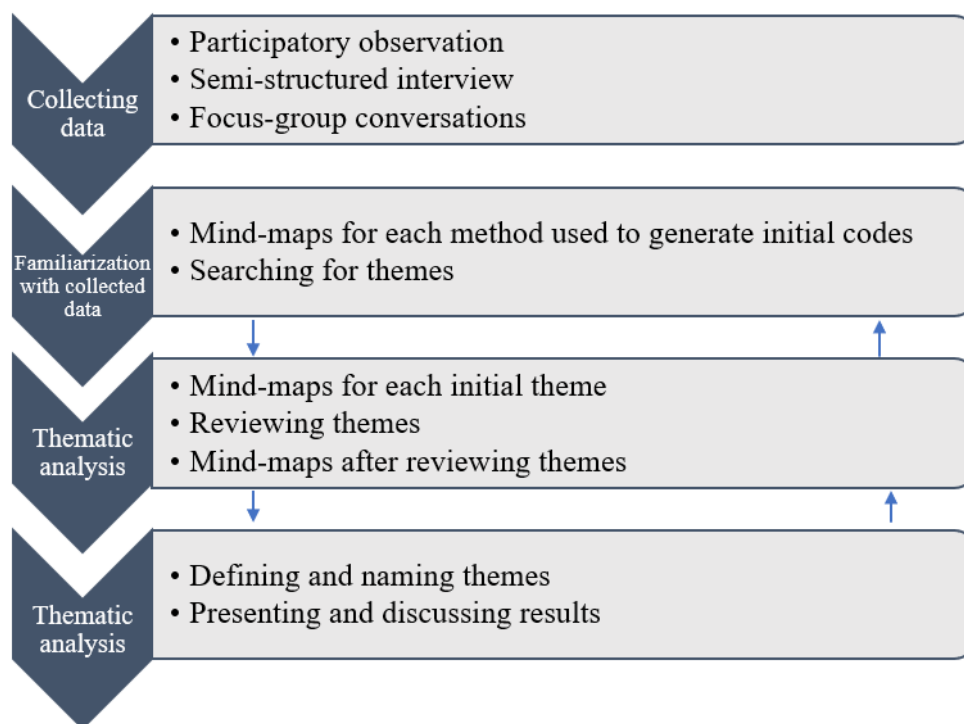 Collecting
data
• Participatory observation
• Semi-structured interview
• Focus-group conversations
Familiarization
with collected
data
• Mind-maps for each method used to generate initial codes
• Searching for themes
Thematic
analysis
• Mind-maps for each initial theme
• Reviewing themes
• Mind-maps after reviewing themes
Thematic
analysis
• Defining and naming themes
• Presenting and discussing results